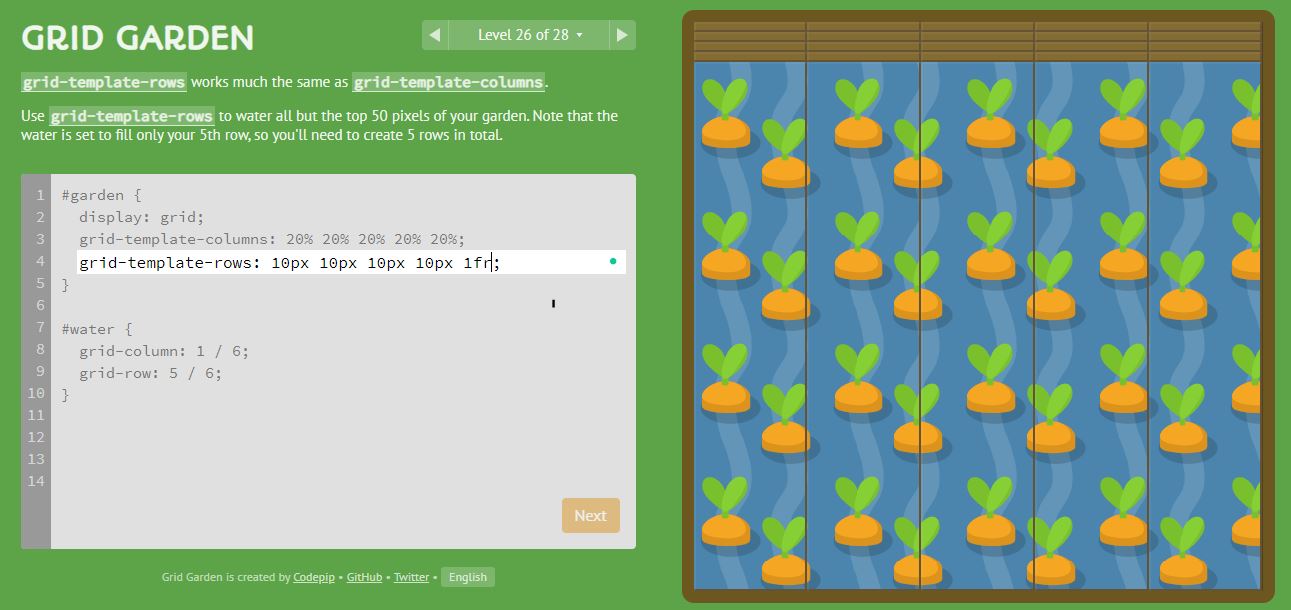 GRID GARDEN
◀ Level 26 of 28 ▾ ▶
grid-template-rows works much the same as grid-template-columns.
Use grid-template-rows to water all but the top 50 pixels of your garden. Note that the
water is set to fill only your 5th row, so you'll need to create 5 rows in total.
1 #garden {
2 display: grid;
3 grid-template-columns: 20% 20% 20% 20% 20%;
4 grid-template-rows: 10px 10px 10px 10px 1fr;
5 }
6
7 #water {
8 grid-column: 1 / 6;
9 grid-row: 5 / 6;
10 }
11
12
13
14
Next
Grid Garden is created by Codepip • GitHub • Twitter • English